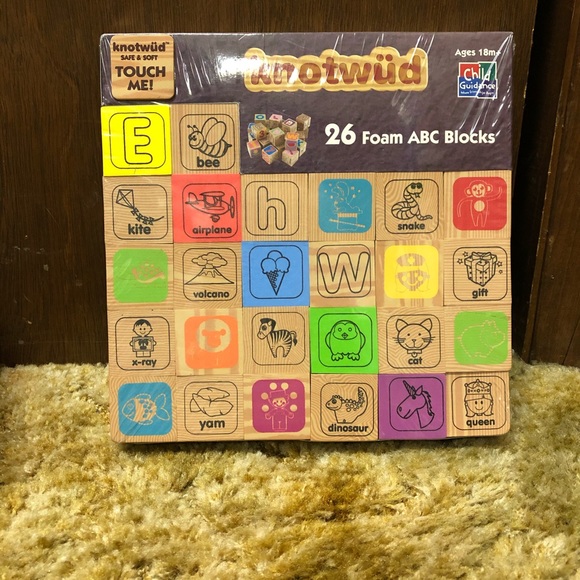 knotwüd™
SAFE & SOFT
TOUCH
ME!
knotwüd
Ages 18m+
Child
Guidance
26 Foam ABC Blocks
E
bee
kite
airplane
h
snake
volcano
W
gift
x-ray
cat
yam
dinosaur
queen